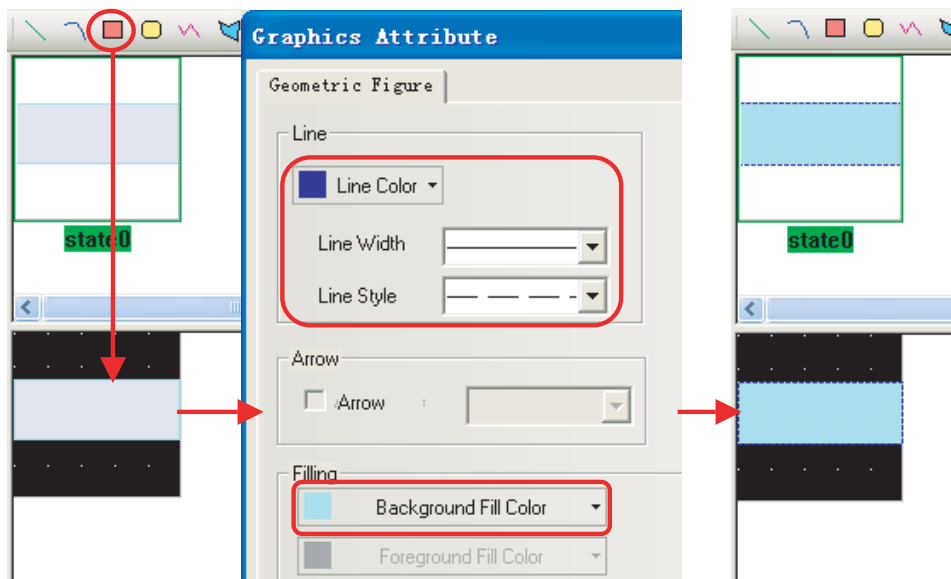 Graphics Attribute
Geometric Figure
Line
Line Color
Line Width
Line Style
Arrow
Arrow
Filling
Background Fill Color
Foreground Fill Color
state0
state0